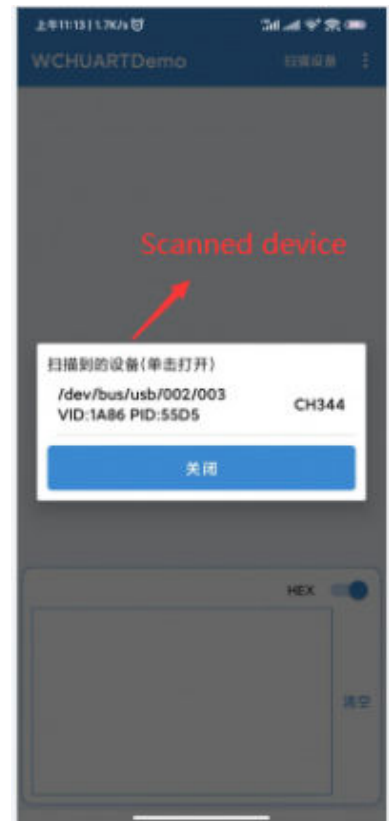 上午11:13 | 1.7K/s
WCHUARTDemo 扫描设备
Scanned device
扫描到的设备(单击打开)
/dev/bus/usb/002/003
VID:1A86 PID:55D5 CH344
关闭
HEX
清空